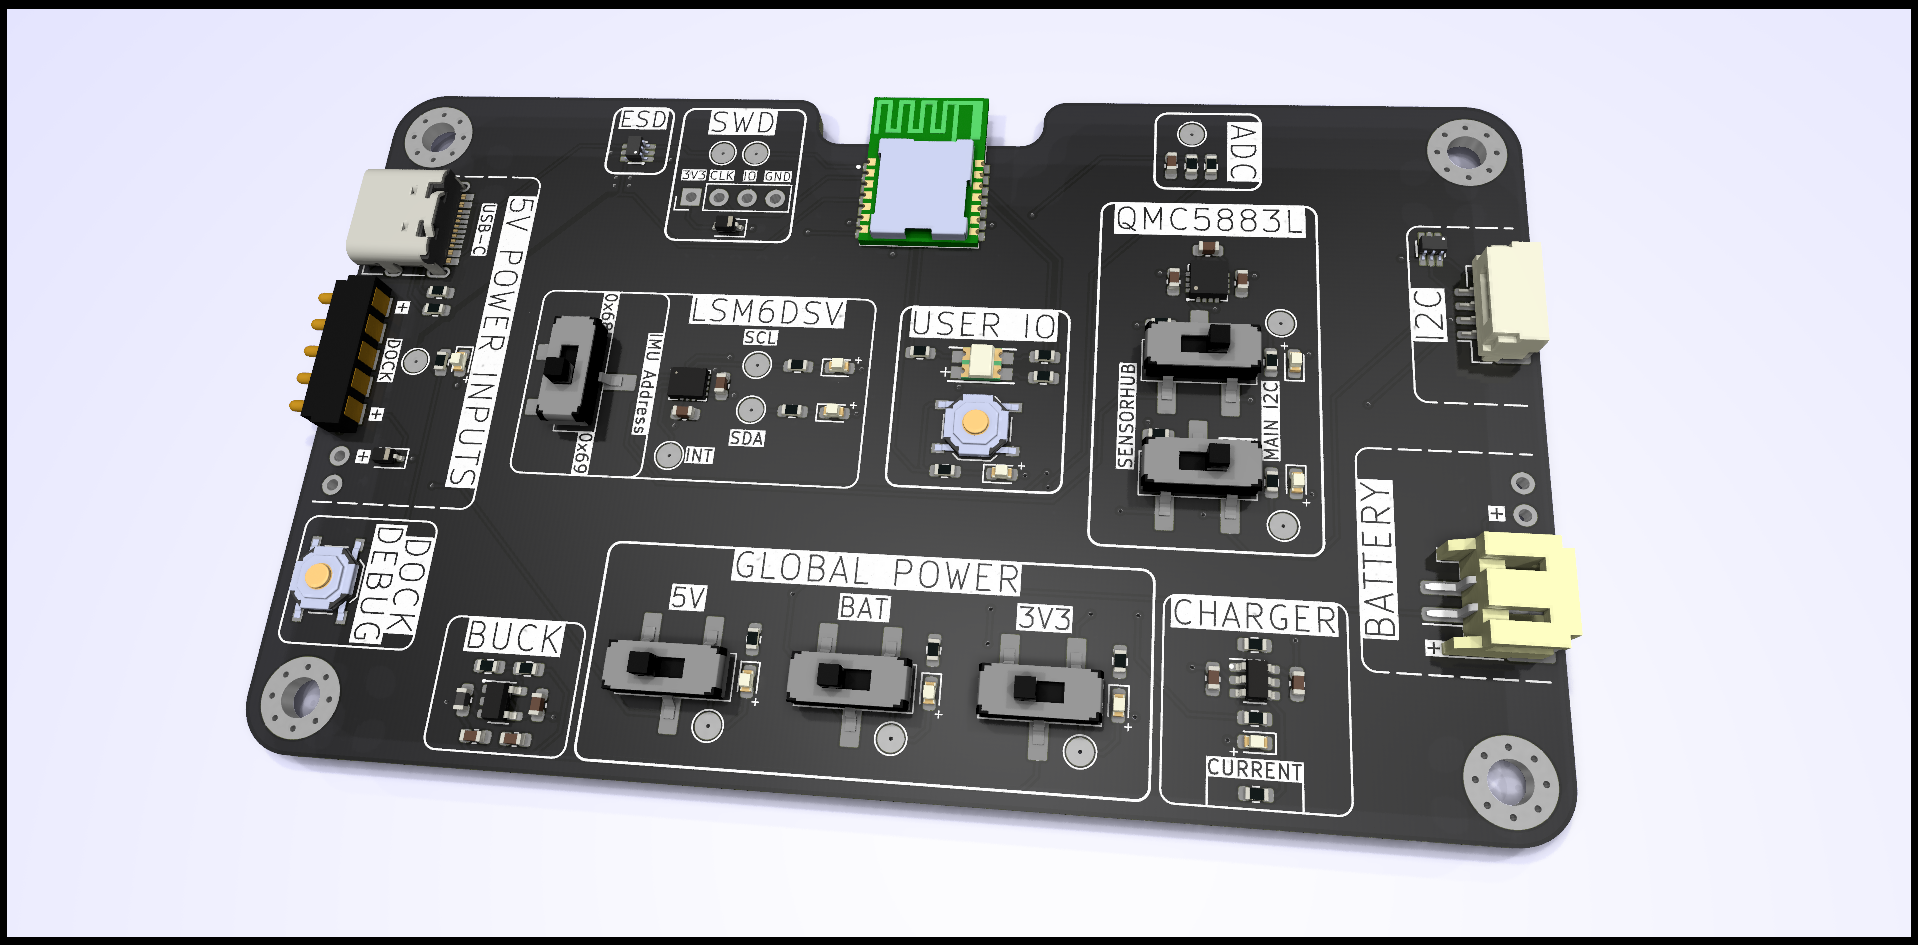 ESD
SWD
3V3 CLK IO GND
ADC
QMC5883L
USB-C
5V POWER INPUTS
+
DOCK
+
+
+
I2C
LSM6DSV
0x68
IMU Address
0x69
SCL
+
SDA
+
INT
USER IO
+
+
SENSORHUB
MAIN I2C
+
+
BATTERY
+
+
DOCK
DEBUG
GLOBAL POWER
5V
BAT
3V3
+
+
+
BUCK
CHARGER
+
CURRENT